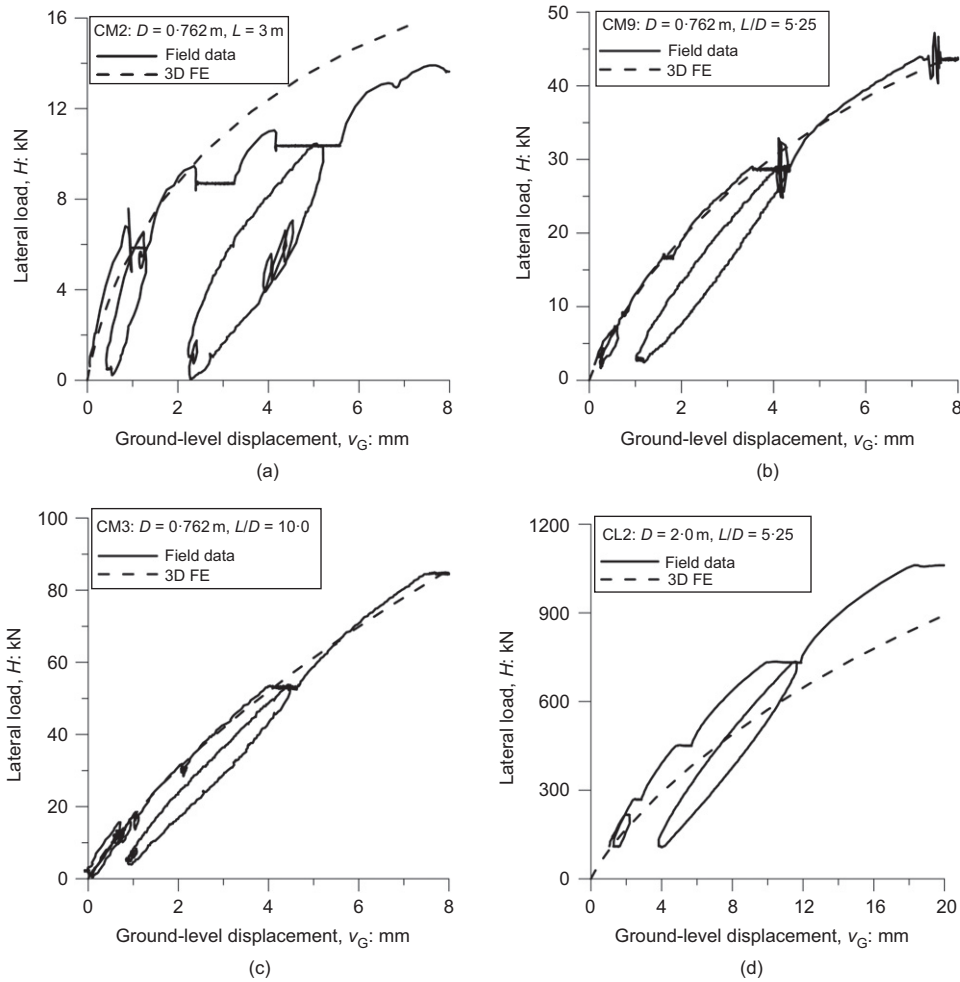 CM2: D = 0·762 m, L = 3 m
Field data
3D FE
Lateral load, H: kN
16
12
8
4
0
0 2 4 6 8
Ground-level displacement, vG: mm
(a)
CM9: D = 0·762 m, L/D = 5·25
Field data
3D FE
Lateral load, H: kN
50
40
30
20
10
0
0 2 4 6 8
Ground-level displacement, vG: mm
(b)
CM3: D = 0·762 m, L/D = 10·0
Field data
3D FE
Lateral load, H: kN
100
80
60
40
20
0
0 2 4 6 8
Ground-level displacement, vG: mm
(c)
CL2: D = 2·0 m, L/D = 5·25
Field data
3D FE
Lateral load, H: kN
1200
900
600
300
0
0 4 8 12 16 20
Ground-level displacement, vG: mm
(d)